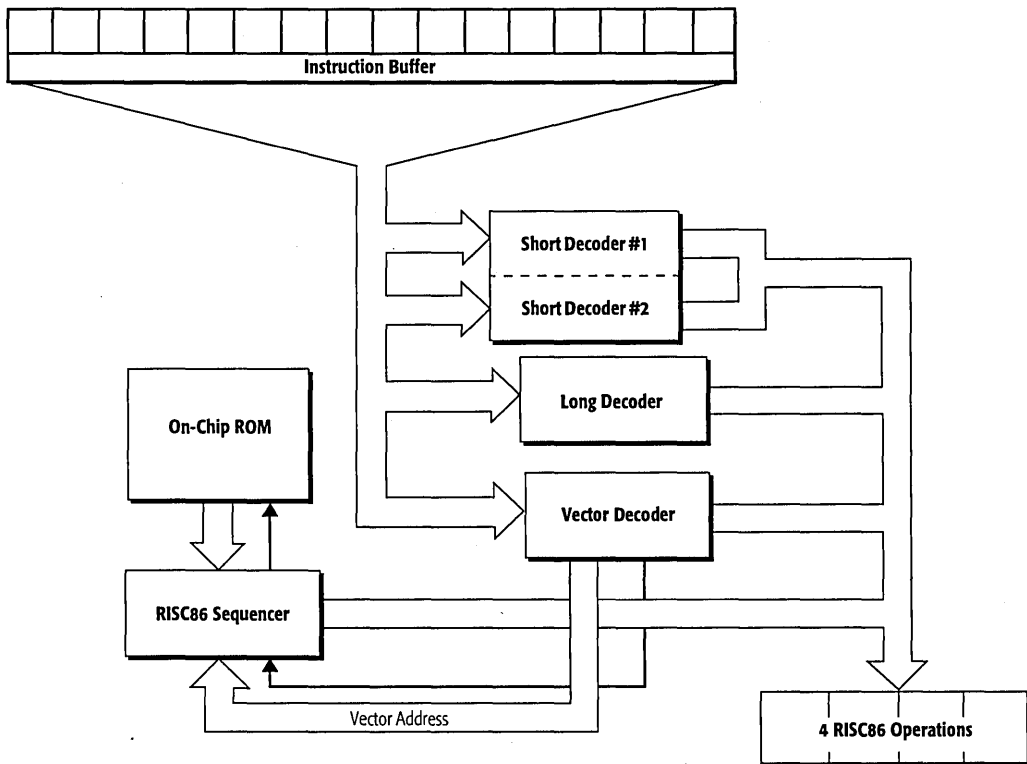 Instruction Buffer
Short Decoder #1
Short Decoder #2
Long Decoder
On-Chip ROM
Vector Decoder
RISC86 Sequencer
Vector Address
4 RISC86 Operations